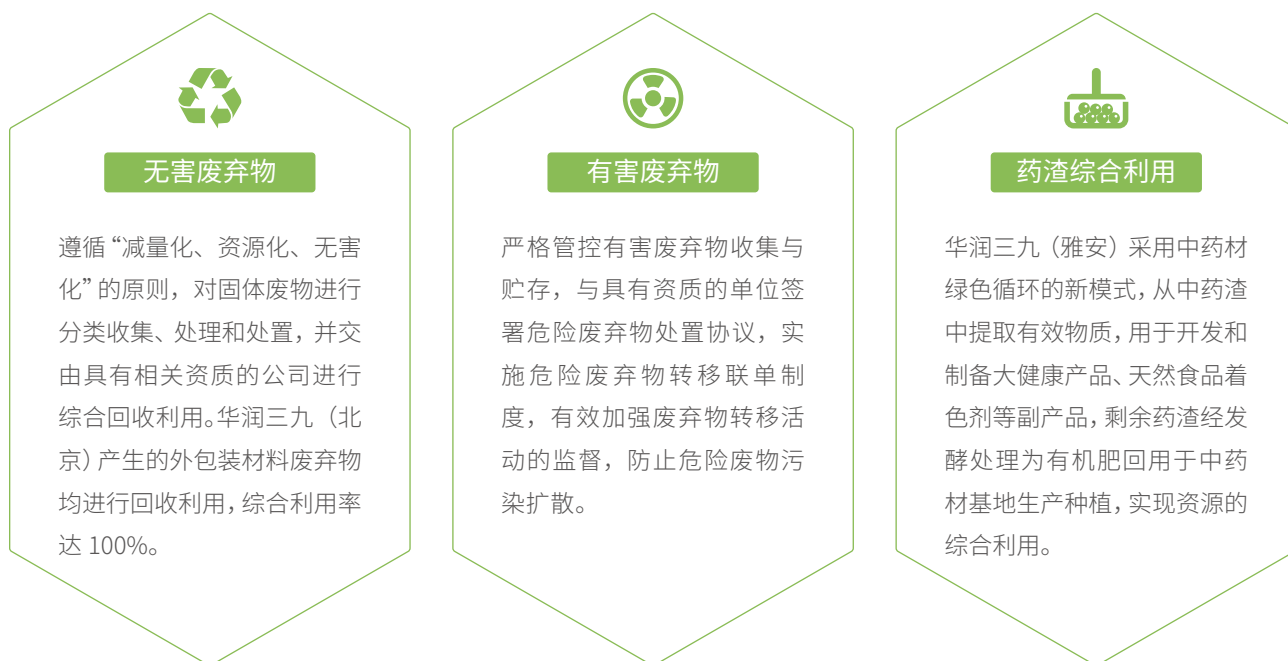 无害废弃物
遵循“减量化、资源化、无害
化”的原则，对固体废物进行
分类收集、处理和处置，并交
由具有相关资质的公司进行
综合回收利用。华润三九（北
京）产生的外包装材料废弃物
均进行回收利用，综合利用率
达 100%。
有害废弃物
严格管控有害废弃物收集与
贮存，与具有资质的单位签
署危险废弃物处置协议，实
施危险废弃物转移联单制
度，有效加强废弃物转移活
动的监督，防止危险废物污
染扩散。
药渣综合利用
华润三九（雅安）采用中药材
绿色循环的新模式，从中药渣
中提取有效物质，用于开发和
制备大健康产品、天然食品着
色剂等副产品，剩余药渣经发
酵处理为有机肥回用于中药
材基地生产种植，实现资源的
综合利用。